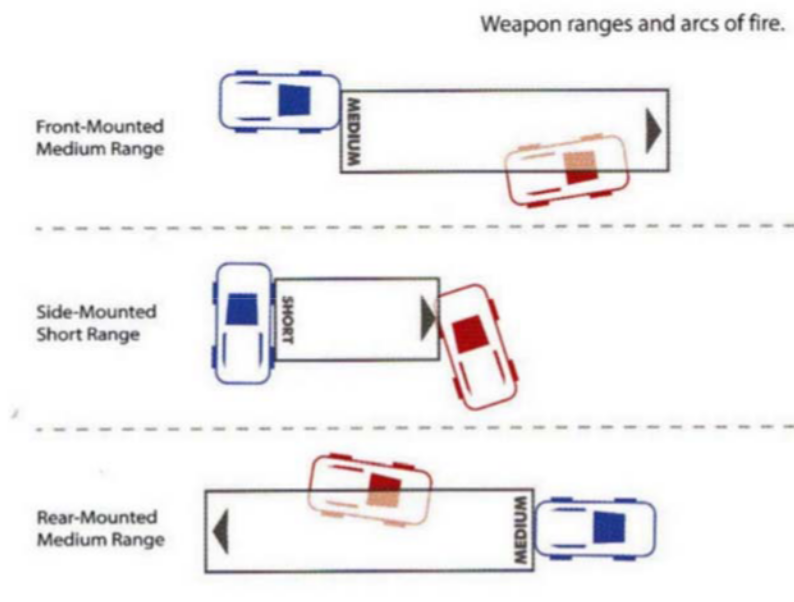 Weapon ranges and arcs of fire.
Front-Mounted
Medium Range
MEDIUM
Side-Mounted
Short Range
SHORT
Rear-Mounted
Medium Range
MEDIUM